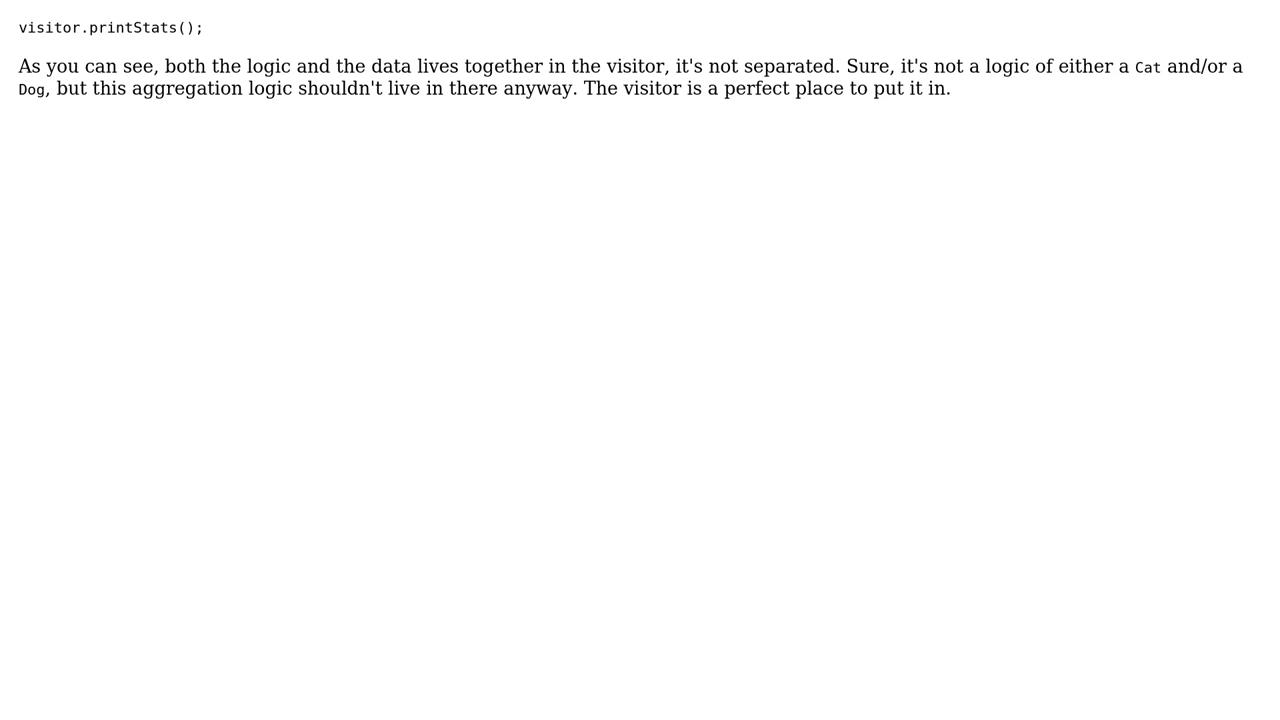 visitor.printStats();
As you can see, both the logic and the data lives together in the visitor, it's not separated. Sure, it's not a logic of either a Cat and/or a
Dog, but this aggregation logic shouldn't live in there anyway. The visitor is a perfect place to put it in.